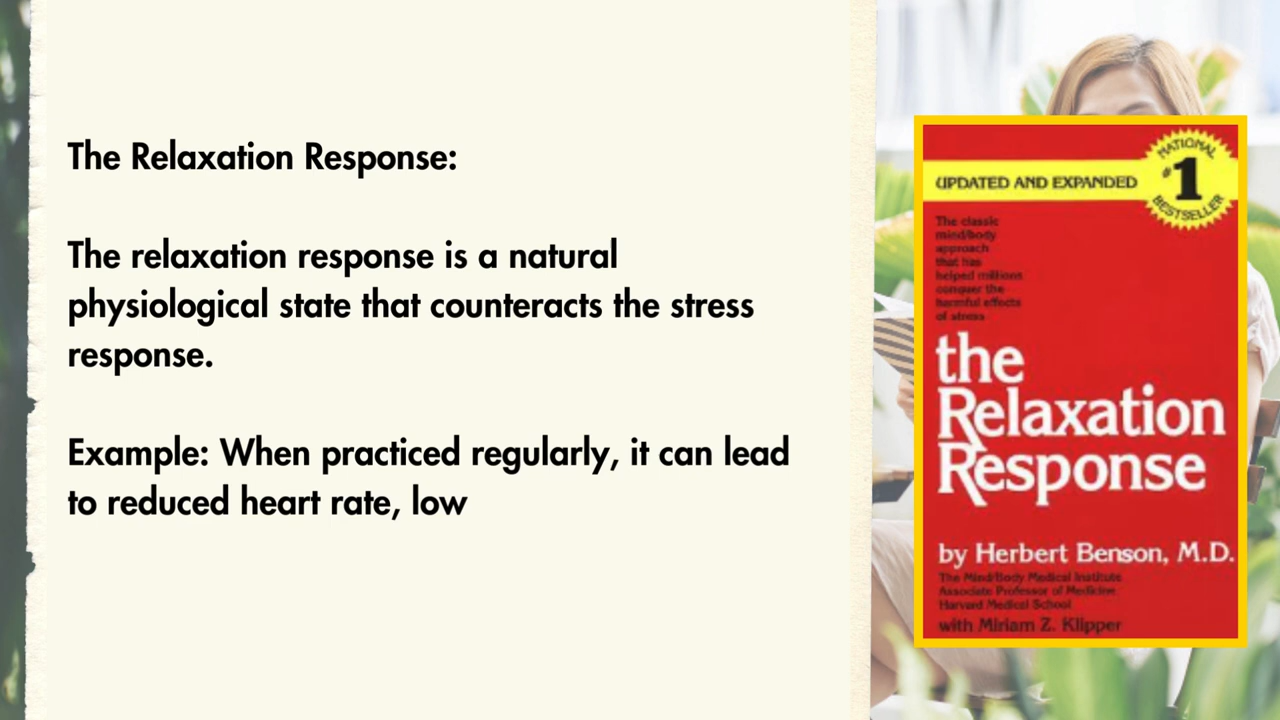 The Relaxation Response:
The relaxation response is a natural
physiological state that counteracts the stress
response.
Example: When practiced regularly, it can lead
to reduced heart rate, low
UPDATED AND EXPANDED
NATIONAL
#1
BESTSELLER
The classic
mind/body
approach
that has
helped millions
conquer the
harmful effects
of stress
the
Relaxation
Response
by Herbert Benson, M.D.
The Mind/Body Medical Institute
Associate Professor of Medicine
Harvard Medical School
with Miriam Z. Klipper